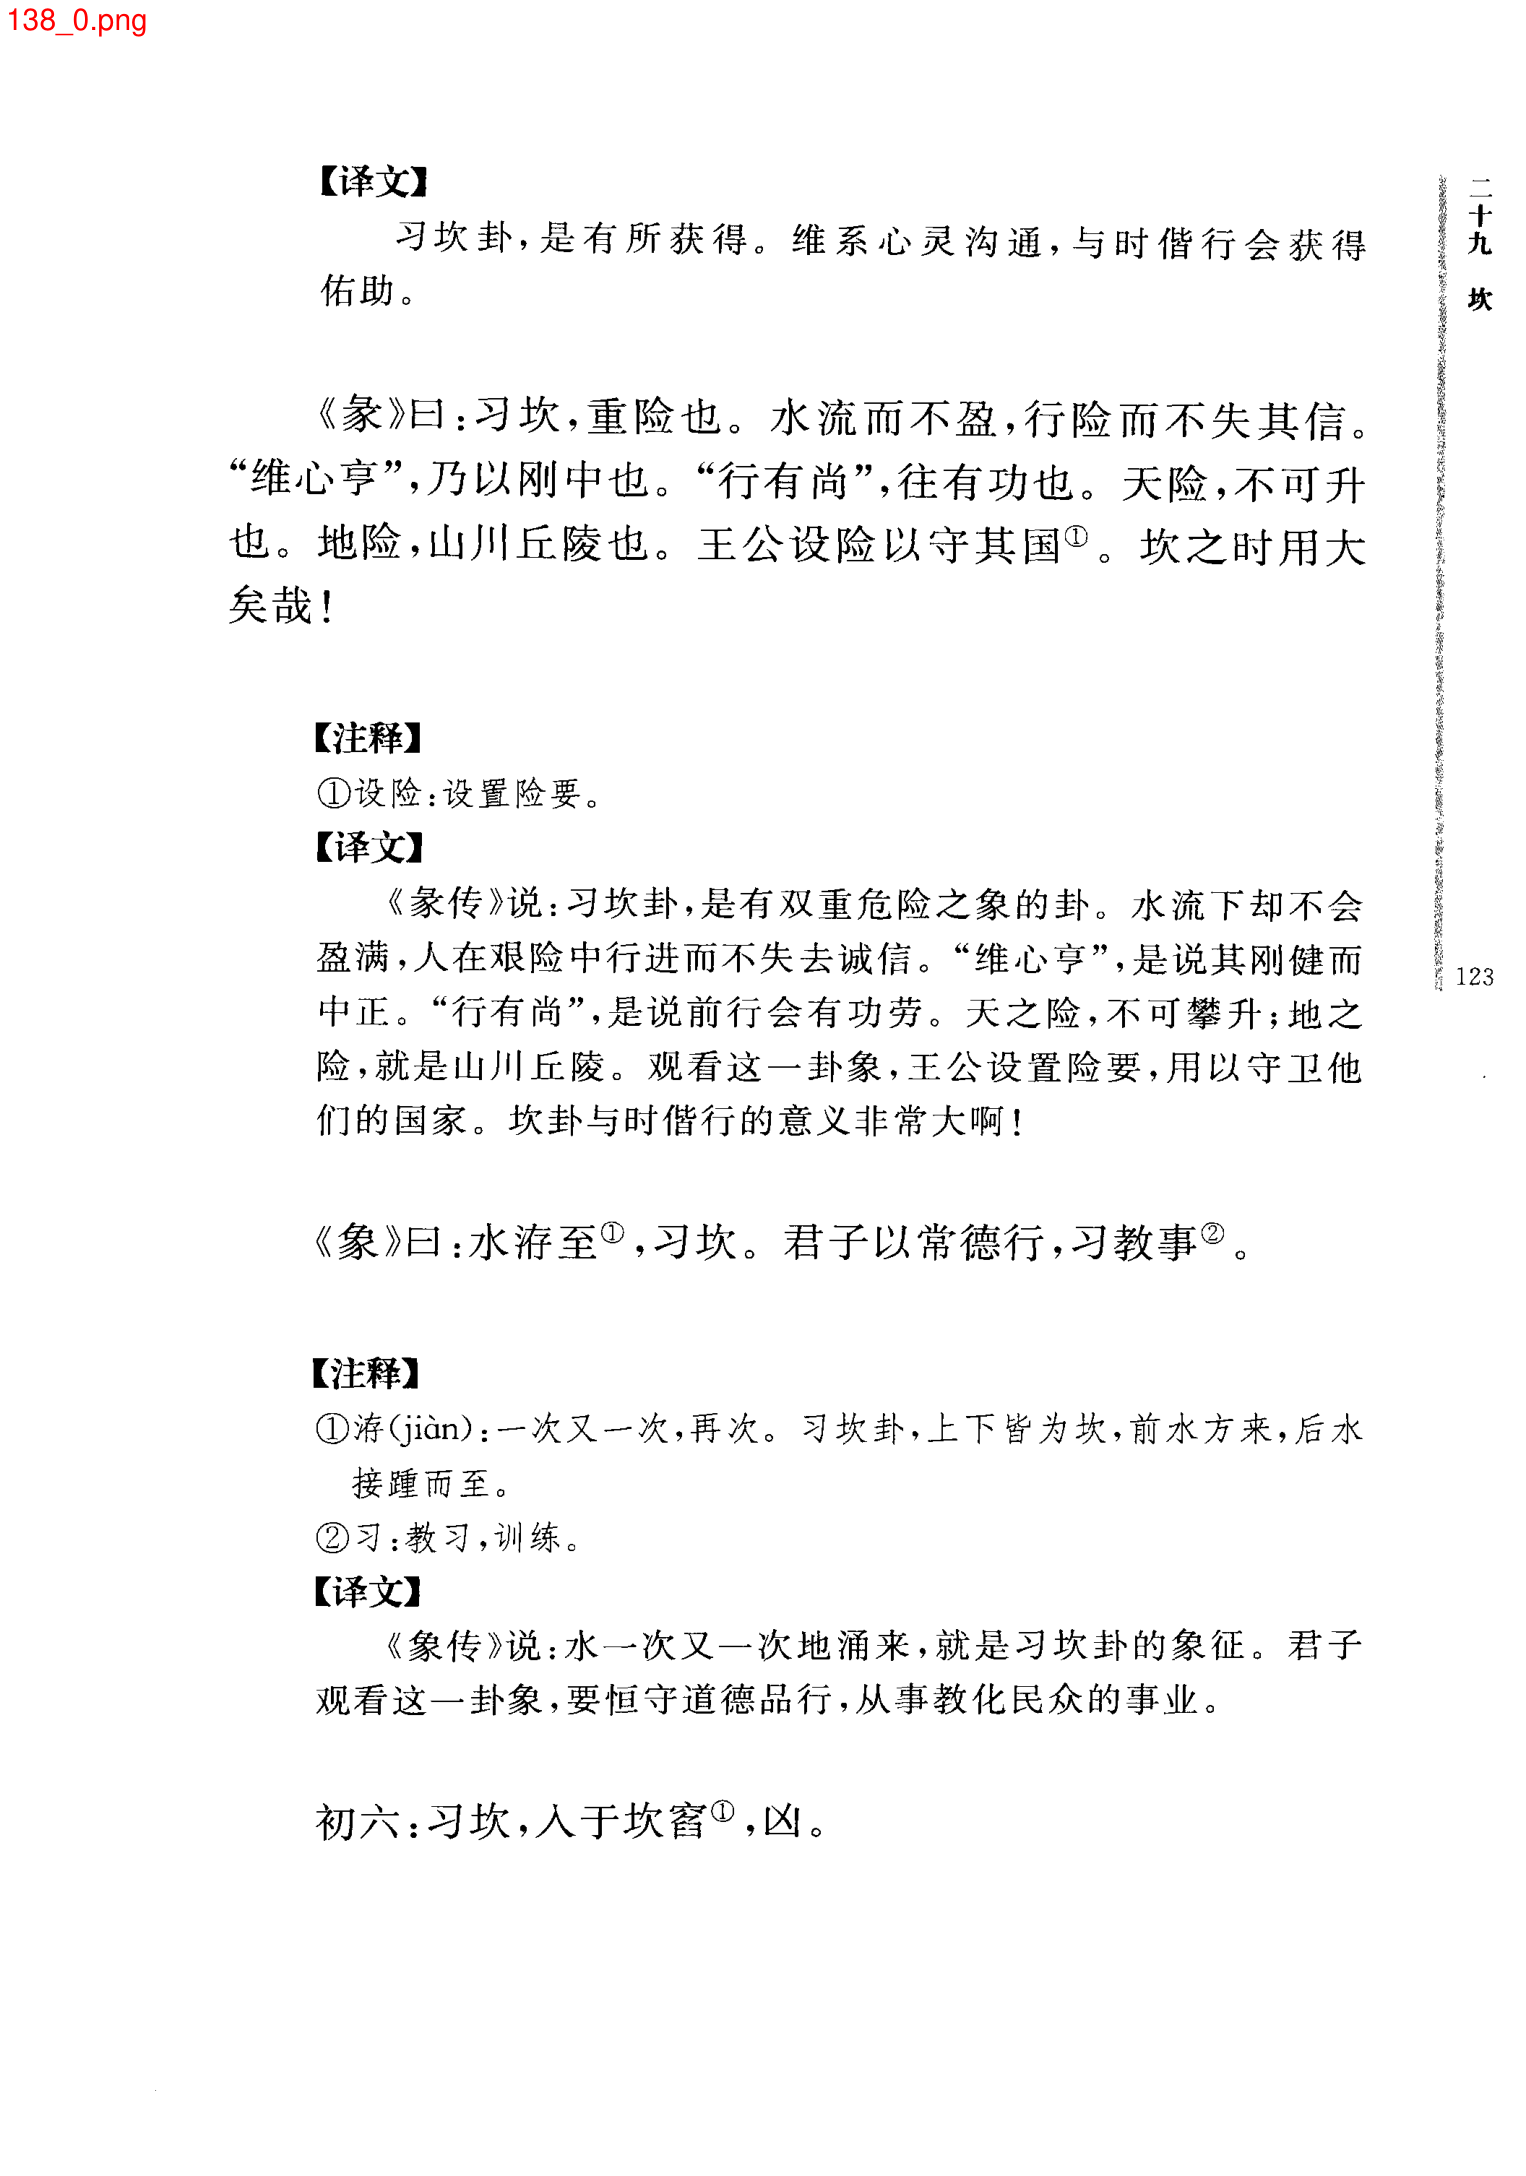 138_0.png
【译文】
习坎卦，是有所获得。维系心灵沟通，与时偕行会获得
佑助。
《彖》曰：习坎，重险也。水流而不盈，行险而不失其信。
“维心亨”，乃以刚中也。“行有尚”，往有功也。天险，不可升
也。地险，山川丘陵也。王公设险以守其国①。坎之时用大
矣哉！
【注释】
①设险：设置险要。
【译文】
《彖传》说：习坎卦，是有双重危险之象的卦。水流下却不会
盈满，人在艰险中行进而不失去诚信。“维心亨”，是说其刚健而
中正。“行有尚”，是说前行会有功劳。天之险，不可攀升；地之
险，就是山川丘陵。观看这一卦象，王公设置险要，用以守卫他
们的国家。坎卦与时偕行的意义非常大啊！
《象》曰：水洊至①，习坎。君子以常德行，习教事②。
【注释】
①洊(jiàn)：一次又一次，再次。习坎卦，上下皆为坎，前水方来，后水
接踵而至。
②习：教习，训练。
【译文】
《象传》说：水一次又一次地涌来，就是习坎卦的象征。君子
观看这一卦象，要恒守道德品行，从事教化民众的事业。
初六：习坎，入于坎窞①，凶。
二十九 坎
123